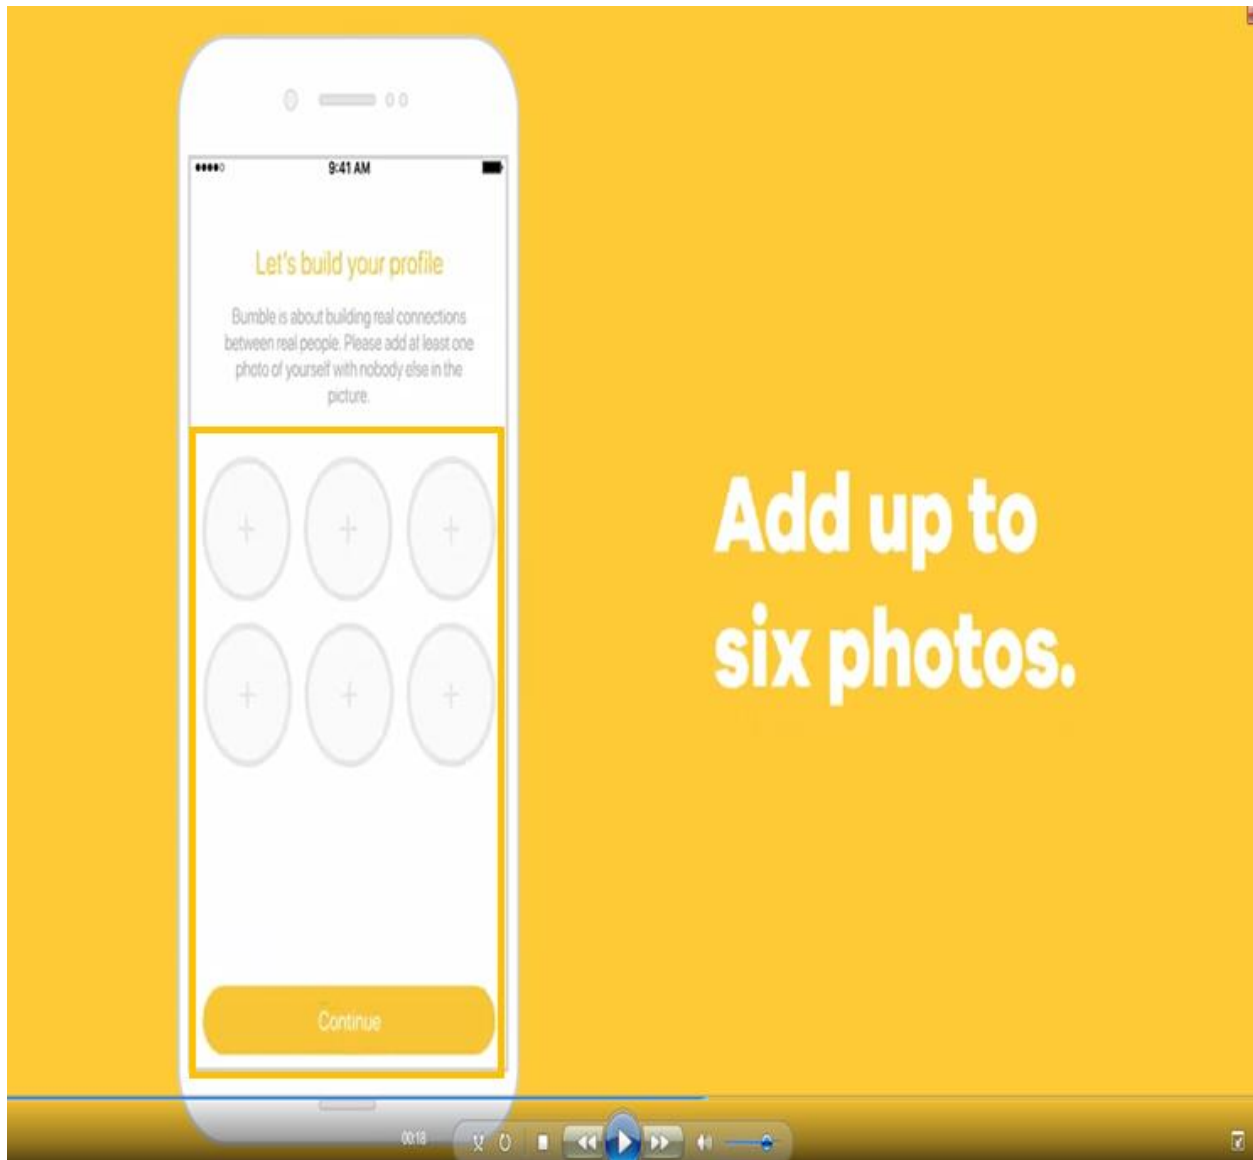 9:41 AM
Let's build your profile
Bumble is about building real connections
between real people. Please add at least one
photo of yourself with nobody else in the
picture.
+ + +
+ + +
Continue
Add up to
six photos.
00:18